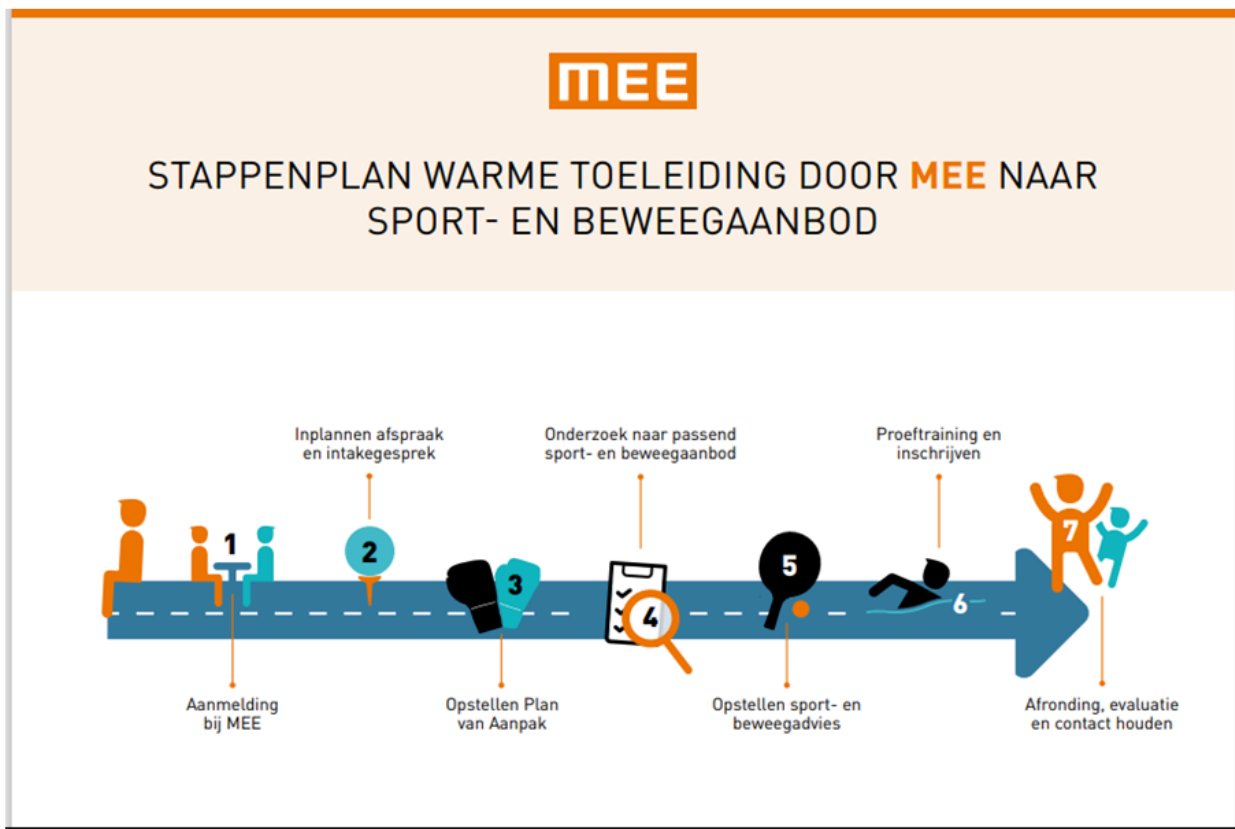 MEE
STAPPENPLAN WARME TOELEIDING DOOR MEE NAAR
SPORT- EN BEWEEGAANBOD
1
Aanmelding
bij MEE
Inplannen afspraak
en intakegesprek
2
3
Opstellen Plan
van Aanpak
Onderzoek naar passend
sport- en beweegaanbod
4
5
Opstellen sport- en
beweegadvies
Proeftraining en
inschrijven
6
7
Afronding, evaluatie
en contact houden